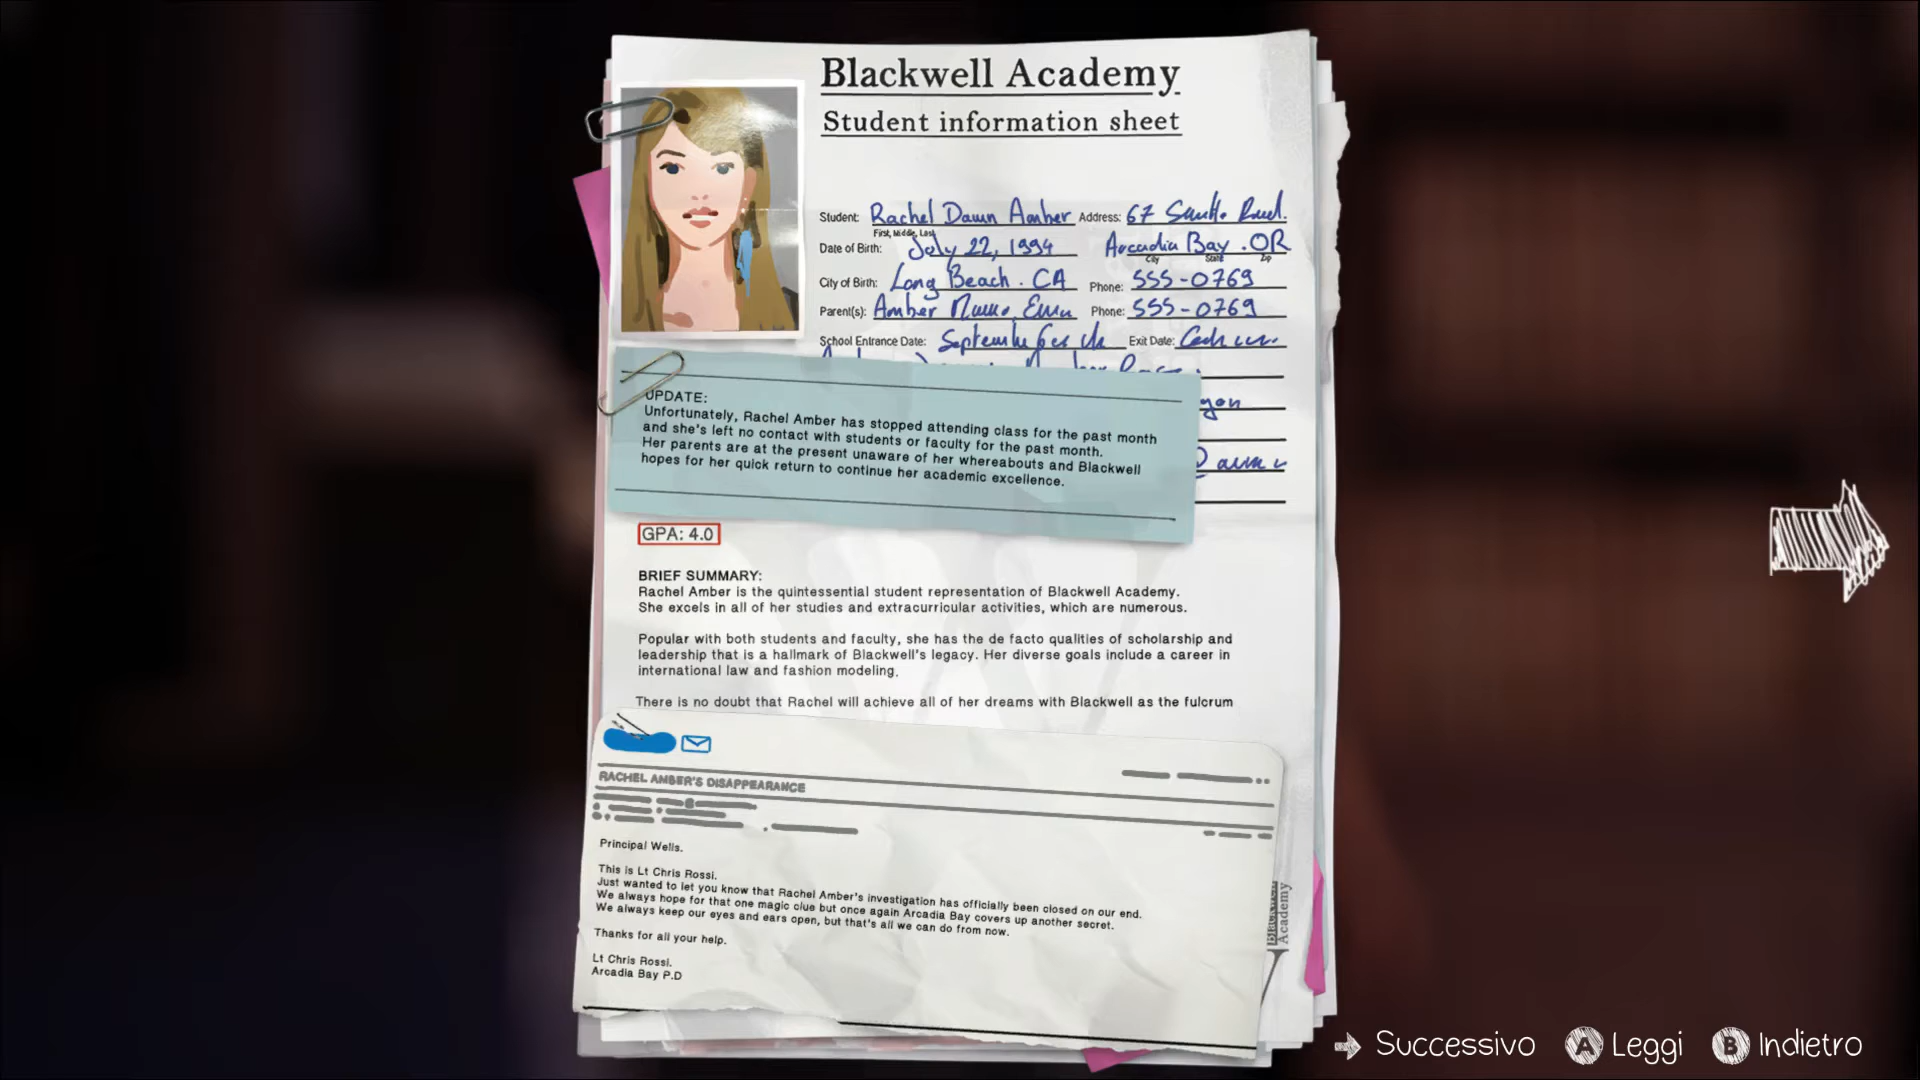 Blackwell Academy
Student information sheet
Student: Rachel Dawn Amber Address: 67
First, Middle, Last
Date of Birth: July 22, 1994 Arcadia Bay . OR
City State Zip
City of Birth: Long Beach . CA Phone: 555-0769
Parent(s): Amber Phone: 555-0769
School Entrance Date: Exit Date:
UPDATE:
Unfortunately, Rachel Amber has stopped attending class for the past month
and she's left no contact with students or faculty for the past month.
Her parents are at the present unaware of her whereabouts and Blackwell
hopes for her quick return to continue her academic excellence.
GPA: 4.0
BRIEF SUMMARY:
Rachel Amber is the quintessential student representation of Blackwell Academy.
She excels in all of her studies and extracurricular activities, which are numerous.
Popular with both students and faculty, she has the de facto qualities of scholarship and
leadership that is a hallmark of Blackwell's legacy. Her diverse goals include a career in
international law and fashion modeling.
There is no doubt that Rachel will achieve all of her dreams with Blackwell as the fulcrum
RACHEL AMBER'S DISAPPEARANCE
Principal Wells.
This is Lt Chris Rossi.
Just wanted to let you know that Rachel Amber's investigation has officially been closed on our end.
We always hope for that one magic clue but once again Arcadia Bay covers up another secret.
We always keep our eyes and ears open, but that's all we can do from now.
Thanks for all your help.
Lt Chris Rossi.
Arcadia Bay P.D
Blackwell
Academy
Successivo A Leggi B Indietro